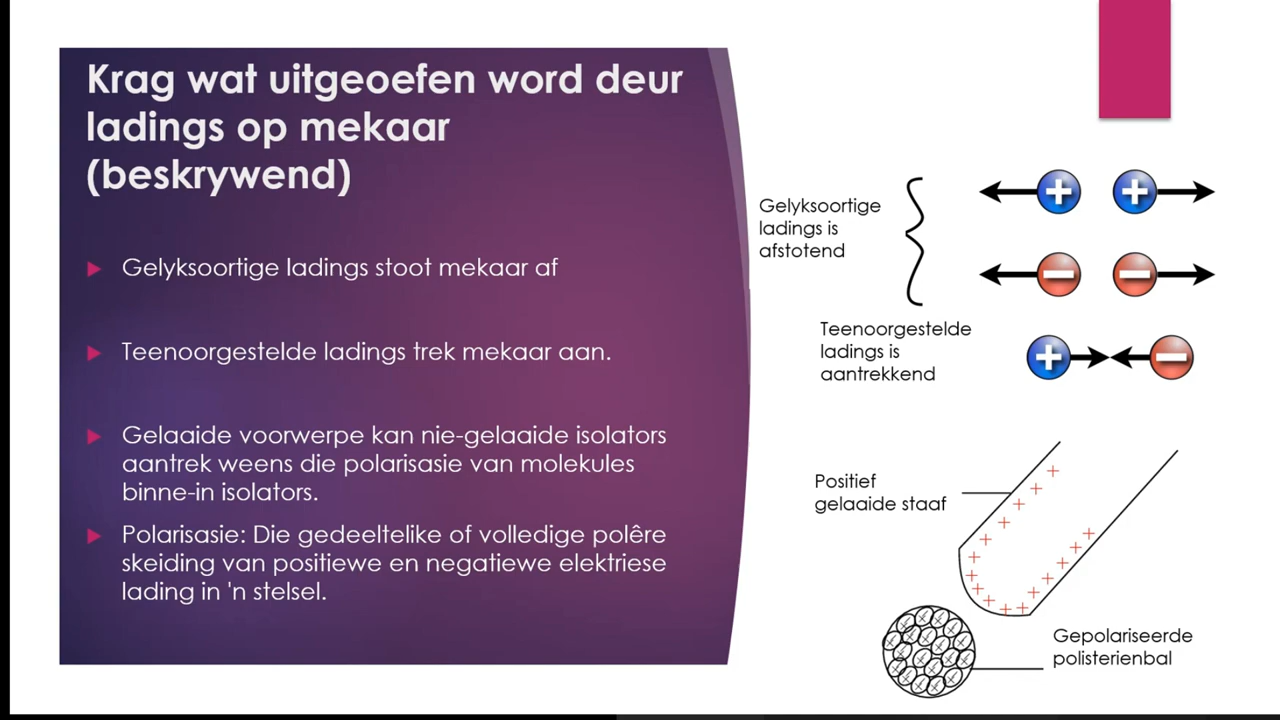 Krag wat uitgeoefen word deur
ladings op mekaar
(beskrywend)
Gelyksoortige ladings stoot mekaar af
Teenoorgestelde ladings trek mekaar aan.
Gelaaide voorwerpe kan nie-gelaaide isolators
aantrek weens die polarisasie van molekules
binne-in isolators.
Polarisasie: Die gedeeltelike of volledige polêre
skeiding van positiewe en negatiewe elektriese
lading in 'n stelsel.
Gelyksoortige
ladings is
afstotend
Teenoorgestelde
ladings is
aantrekkend
Positief
gelaaide staaf
Gepolariseerde
polisterienbal